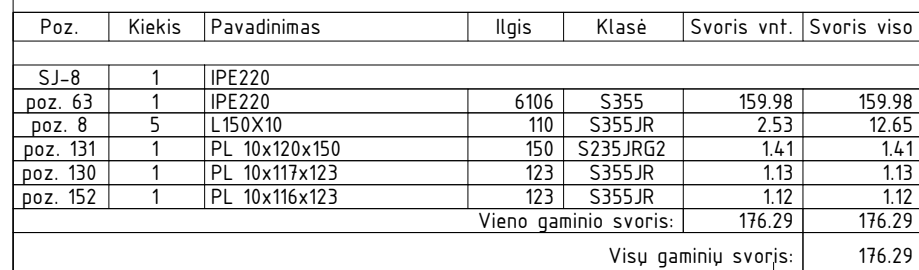 Poz. Kiekis Pavadinimas Ilgis Klasė Svoris vnt. Svoris viso
SJ-8 1 IPE220
poz. 63 1 IPE220 6106 S355 159.98 159.98
poz. 8 5 L150X10 110 S355JR 2.53 12.65
poz. 131 1 PL 10x120x150 150 S235JRG2 1.41 1.41
poz. 130 1 PL 10x117x123 123 S355JR 1.13 1.13
poz. 152 1 PL 10x116x123 123 S355JR 1.12 1.12
Vieno gaminio svoris: 176.29 176.29
Visų gaminių svoris: 176.29